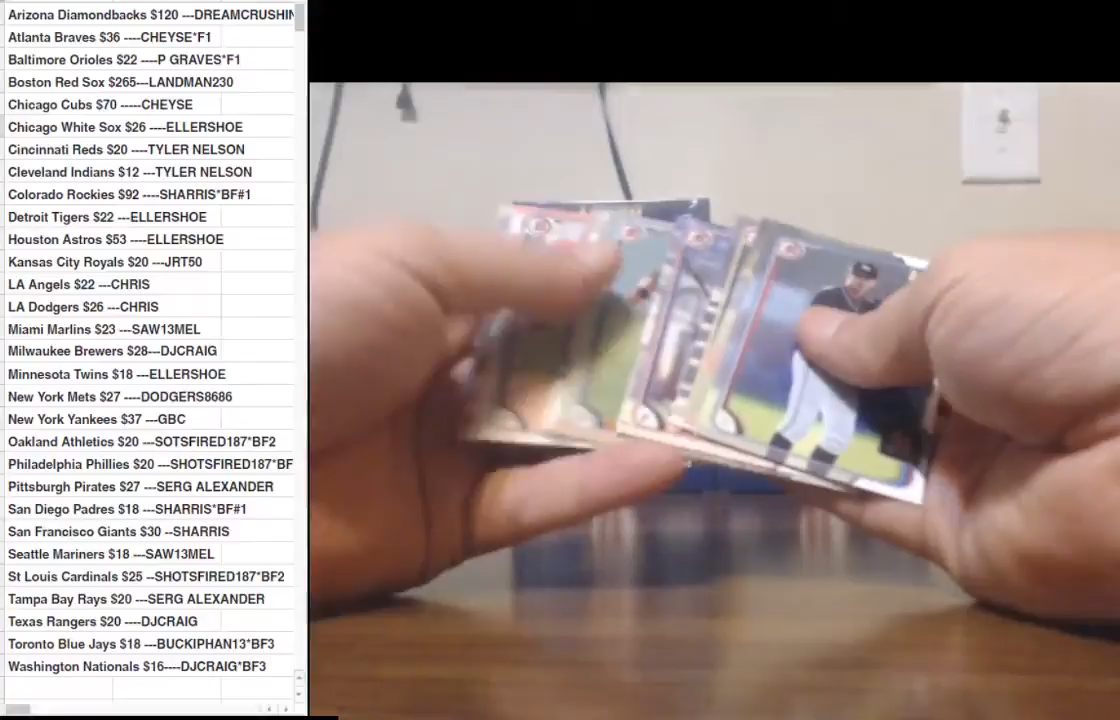 Arizona Diamondbacks $120 ---DREAMCRUSHIN
Atlanta Braves $36 ----CHEYSE*F1
Baltimore Orioles $22 ----P GRAVES*F1
Boston Red Sox $265---LANDMAN230
Chicago Cubs $70 -----CHEYSE
Chicago White Sox $26 ----ELLERSHOE
Cincinnati Reds $20 ----TYLER NELSON
Cleveland Indians $12 ---TYLER NELSON
Colorado Rockies $92 ----SHARRIS*BF#1
Detroit Tigers $22 ---ELLERSHOE
Houston Astros $53 ----ELLERSHOE
Kansas City Royals $20 ---JRT50
LA Angels $22 ---CHRIS
LA Dodgers $26 ---CHRIS
Miami Marlins $23 ---SAW13MEL
Milwaukee Brewers $28---DJCRAIG
Minnesota Twins $18 ---ELLERSHOE
New York Mets $27 ----DODGERS8686
New York Yankees $37 ---GBC
Oakland Athletics $20 ---SOTSFIRED187*BF2
Philadelphia Phillies $20 ---SHOTSFIRED187*BF
Pittsburgh Pirates $27 ---SERG ALEXANDER
San Diego Padres $18 ---SHARRIS*BF#1
San Francisco Giants $30 --SHARRIS
Seattle Mariners $18 ---SAW13MEL
St Louis Cardinals $25 --SHOTSFIRED187*BF2
Tampa Bay Rays $20 ---SERG ALEXANDER
Texas Rangers $20 ----DJCRAIG
Toronto Blue Jays $18 ---BUCKIPHAN13*BF3
Washington Nationals $16----DJCRAIG*BF3